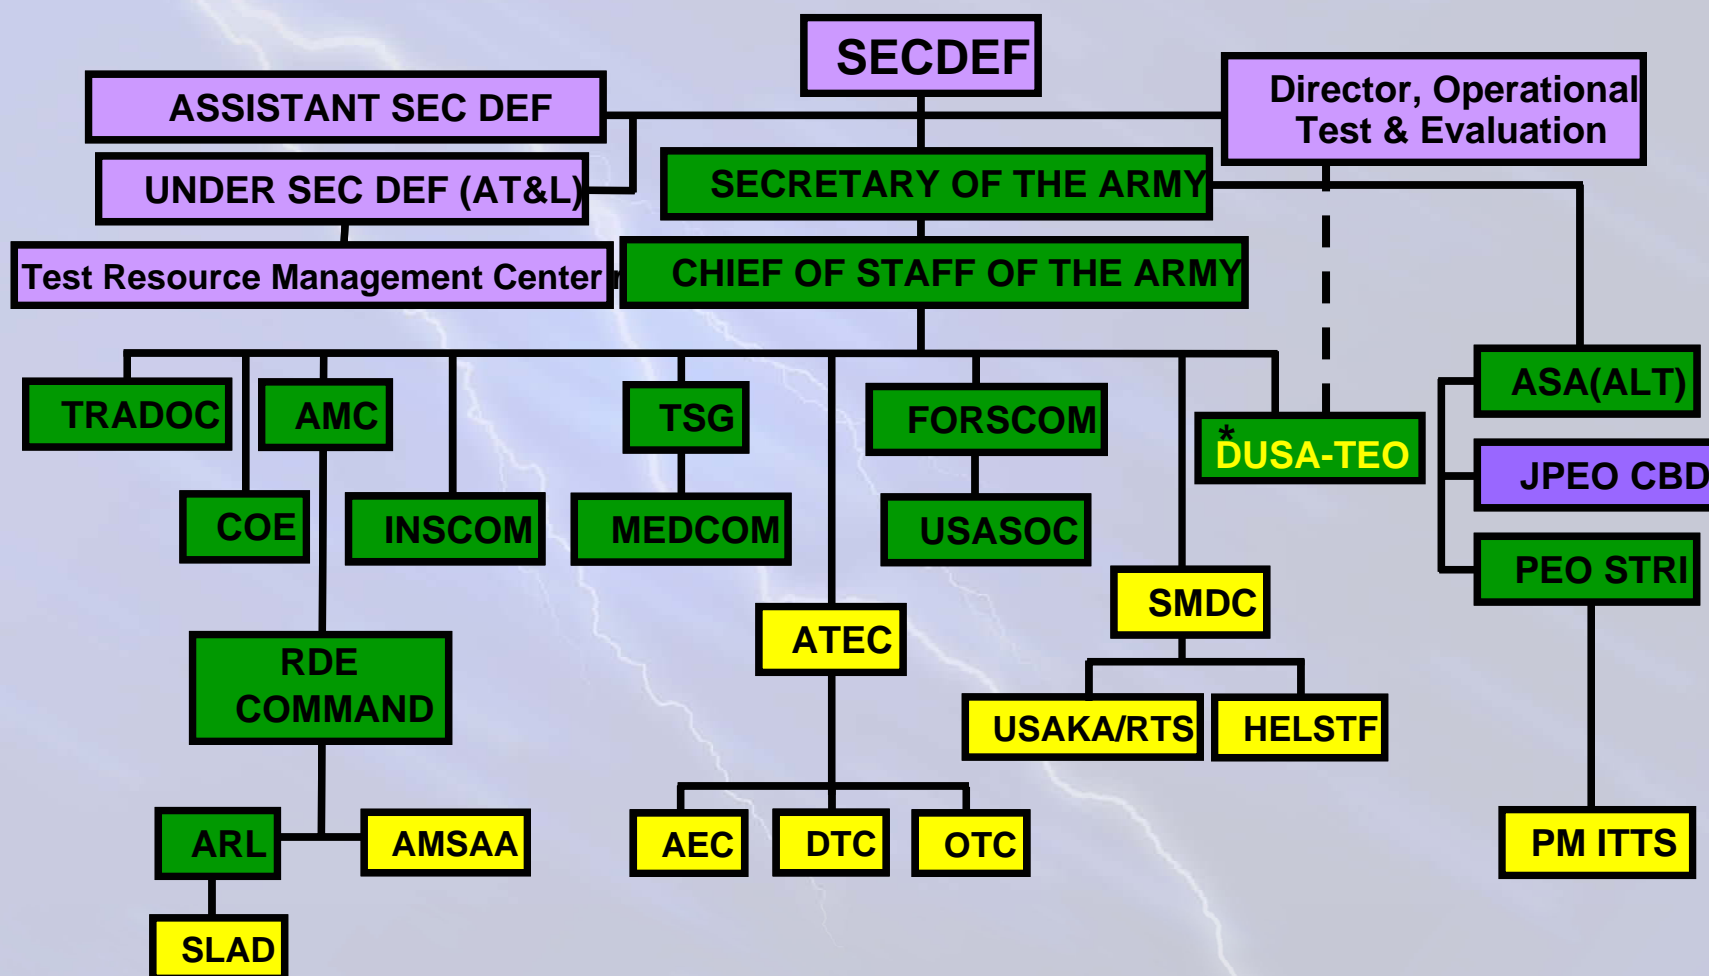 SECDEF
ASSISTANT SEC DEF
Director, Operational
Test & Evaluation
UNDER SEC DEF (AT&L)
SECRETARY OF THE ARMY
Test Resource Management Center
CHIEF OF STAFF OF THE ARMY
TRADOC
AMC
TSG
FORSCOM
*
DUSA-TEO
ASA(ALT)
COE
INSCOM
MEDCOM
USASOC
JPEO CBD
PEO STRI
RDE
COMMAND
ATEC
SMDC
USAKA/RTS
HELSTF
ARL
AMSAA
AEC
DTC
OTC
PM ITTS
SLAD